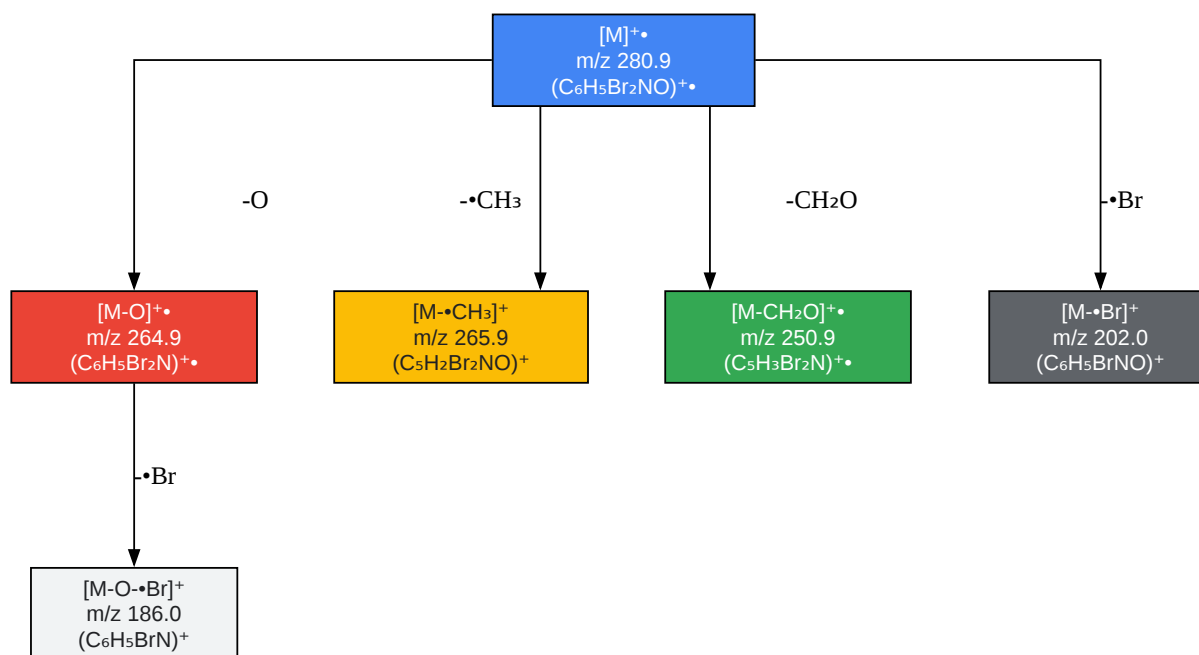 [M]⁺•
m/z 280.9
(C₆H₅Br₂NO)⁺•
-O
-•CH₃
-CH₂O
-•Br
[M-O]⁺•
m/z 264.9
(C₆H₅Br₂N)⁺•
[M-•CH₃]⁺
m/z 265.9
(C₅H₂Br₂NO)⁺
[M-CH₂O]⁺•
m/z 250.9
(C₅H₃Br₂N)⁺•
[M-•Br]⁺
m/z 202.0
(C₆H₅BrNO)⁺
-•Br
[M-O-•Br]⁺
m/z 186.0
(C₆H₅BrN)⁺